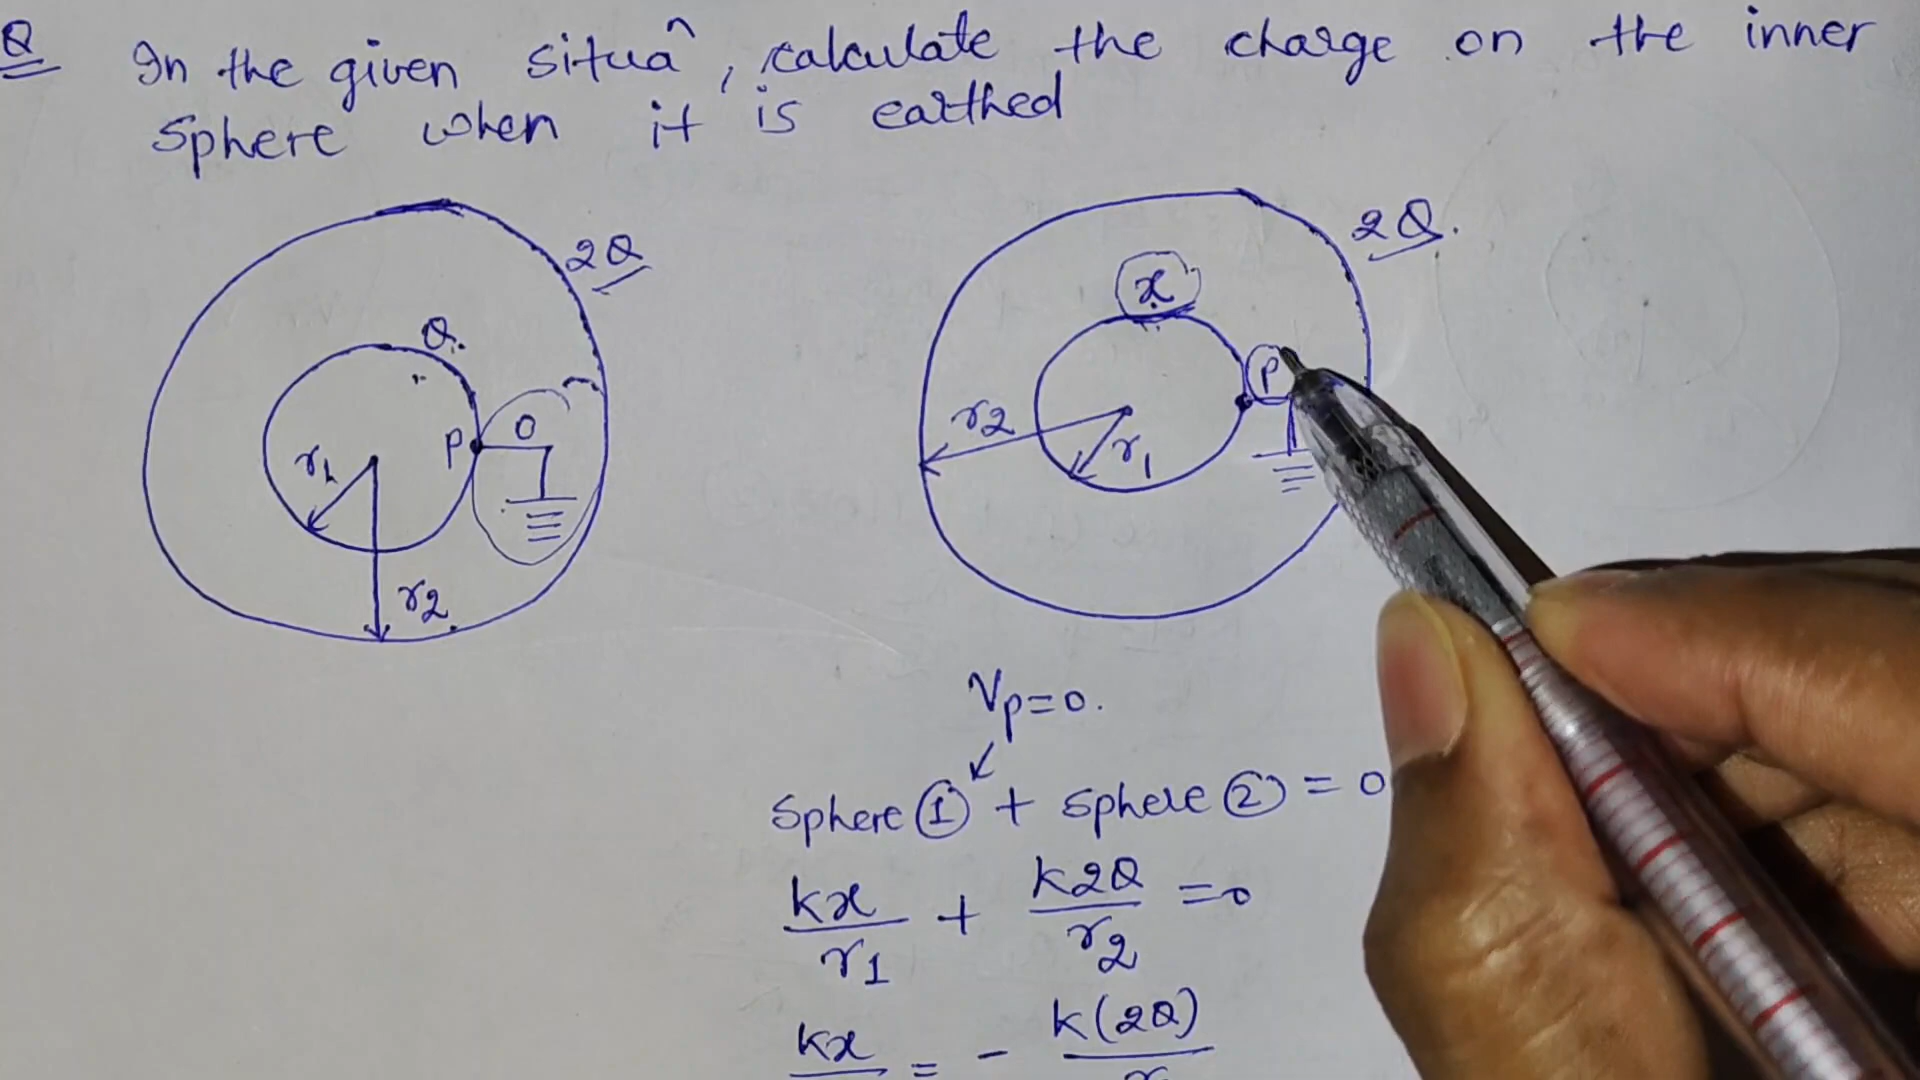 Q In the given situaˆ, calculate the charge on the inner
sphere when it is earthed
2Q
Q
P
0
r1
r2
2Q.
x
P
r2
r1
Vp=0.
Sphere ① + Sphere ② = 0
kx/r1 + k2Q/r2 =0
kx = - k(2Q)